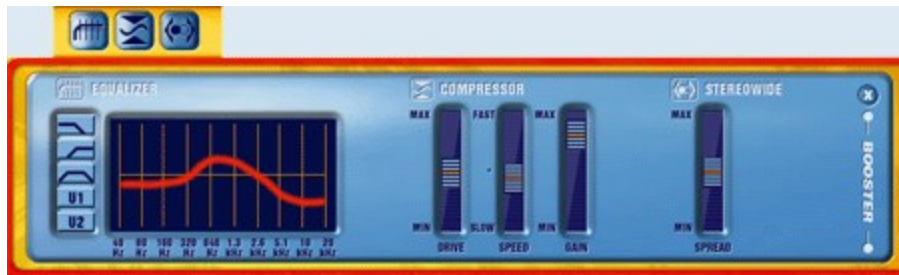 EQUALIZER
COMPRESSOR
STEREOWIDE
X
MAX
FAST
MAX
MAX
U1
U2
MIN
SLOW
MIN
MIN
40 Hz
80 Hz
160 Hz
320 Hz
640 Hz
1.3 kHz
2.6 kHz
5.1 kHz
10 kHz
20 kHz
DRIVE
SPEED
GAIN
SPREAD
BOOSTER